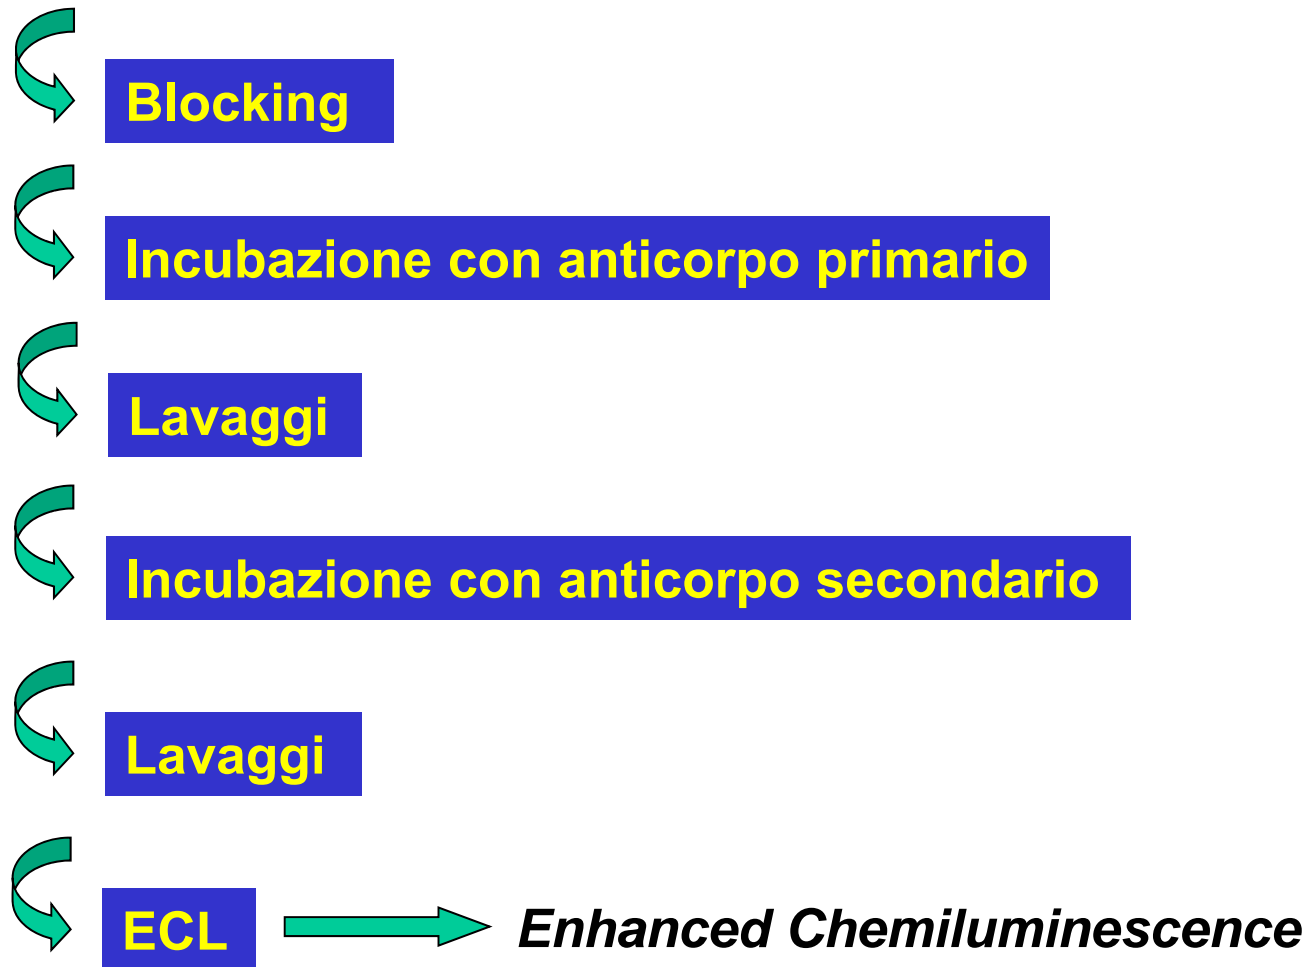 Blocking
Incubazione con anticorpo primario
Lavaggi
Incubazione con anticorpo secondario
Lavaggi
ECL Enhanced Chemiluminescence